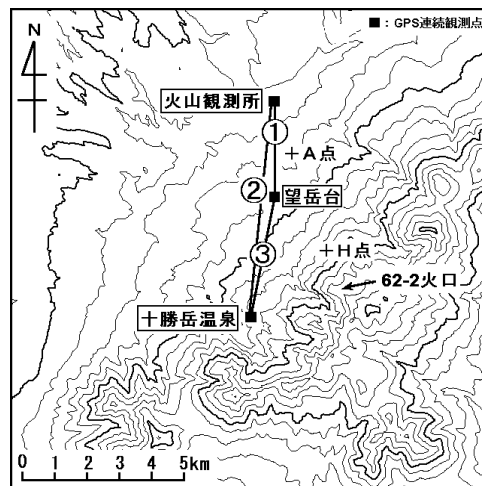 N
■：GPS連続観測点
火山観測所
①
＋A点
②
望岳台
③
＋H点
62-2火口
十勝岳温泉
0 1 2 3 4 5km